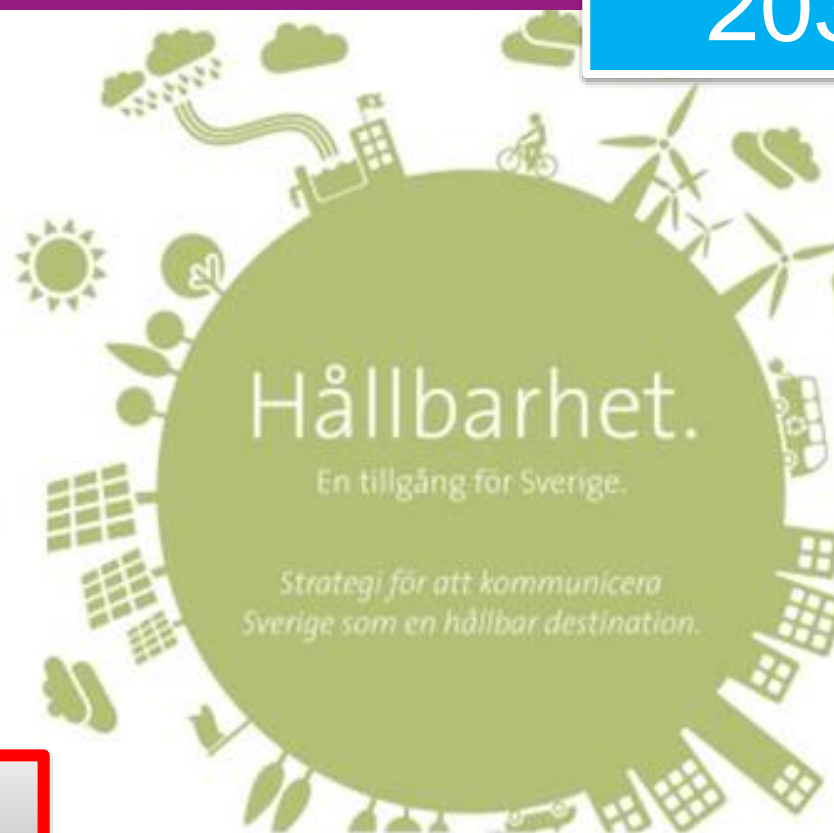 Hållbarhet.
En tillgång för Sverige.
Strategi för att kommunicera
Sverige som en hållbar destination.